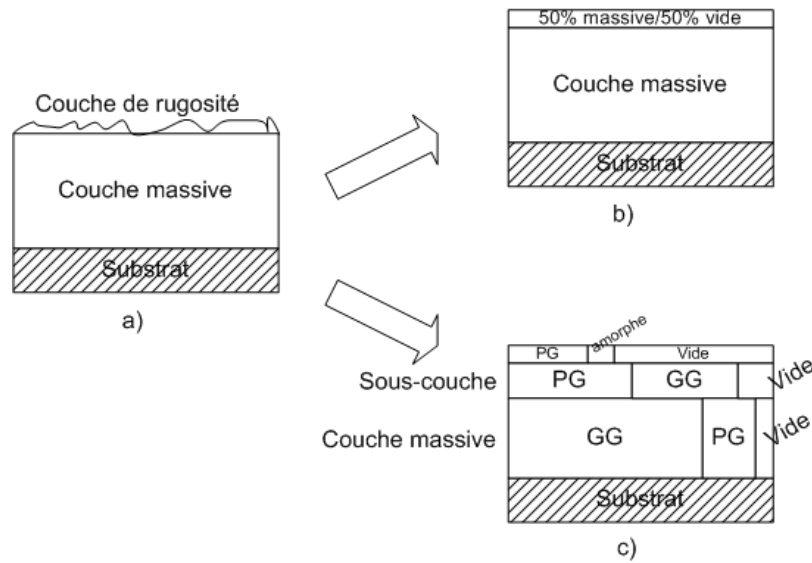 Couche de rugosité
Couche massive
Substrat
a)
50% massive/50% vide
Couche massive
Substrat
b)
PG amorphe Vide
Sous-couche PG GG Vide
Couche massive GG PG Vide
Substrat
c)